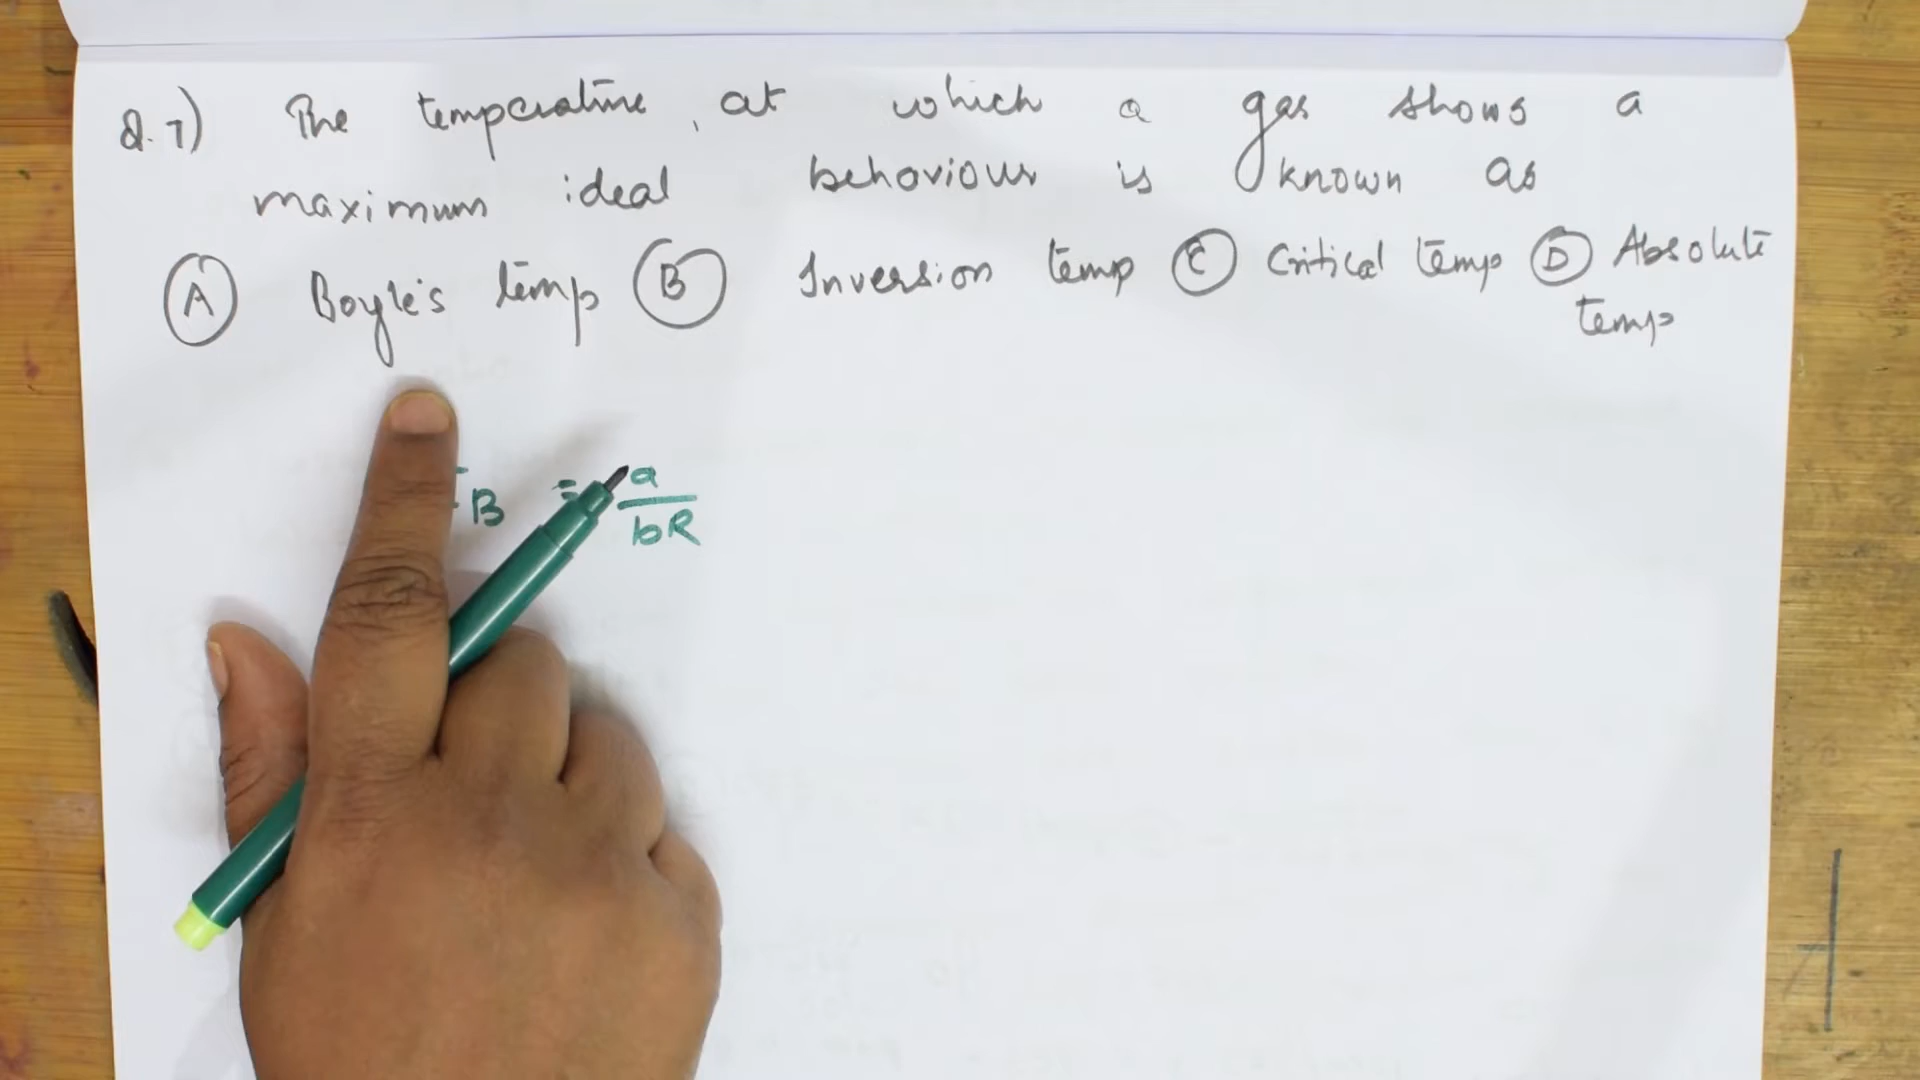 Q.7) The temperature, at which a gas shows a
maximum ideal behaviour is known as
(A) Boyle's temp (B) Inversion temp (C) Critical temp (D) Absolute
temp
B = a
bR